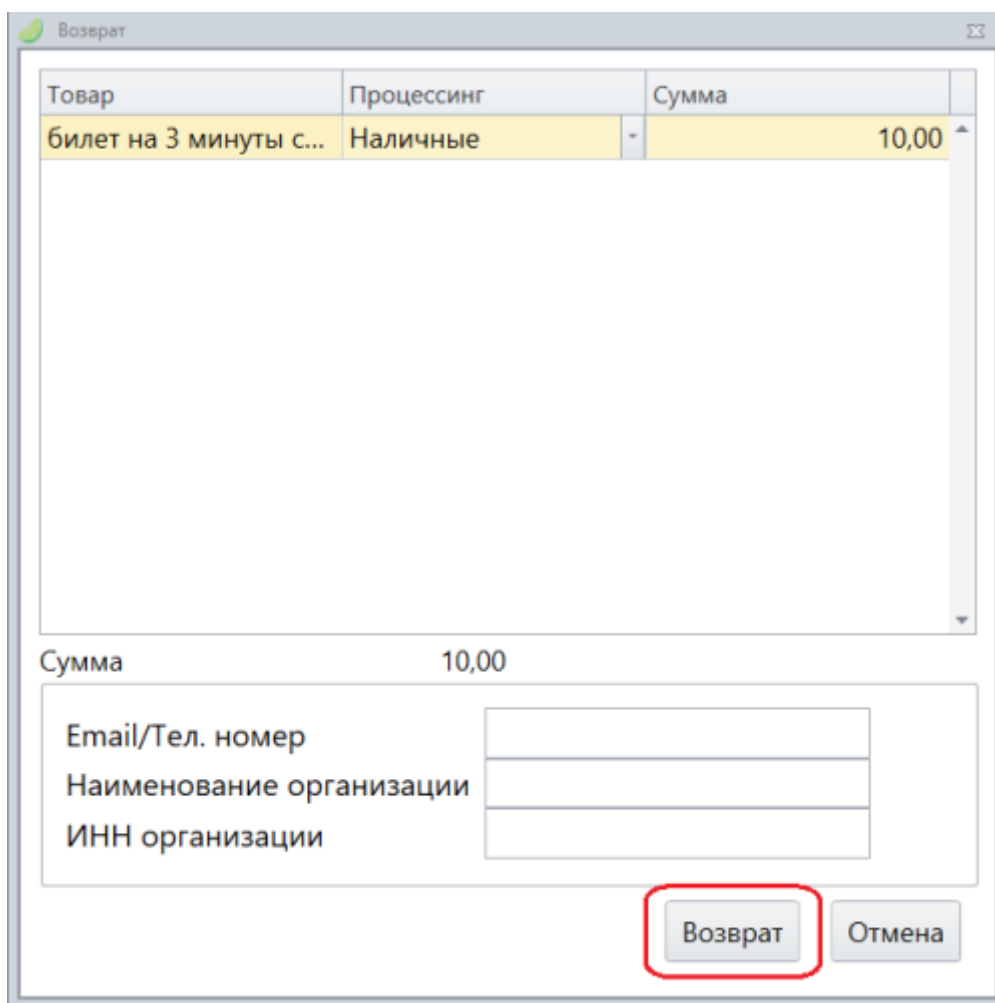 Возврат
Товар Процессинг Сумма
билет на 3 минуты с... Наличные 10,00
Сумма 10,00
Email/Тел. номер
Наименование организации
ИНН организации
Возврат Отмена